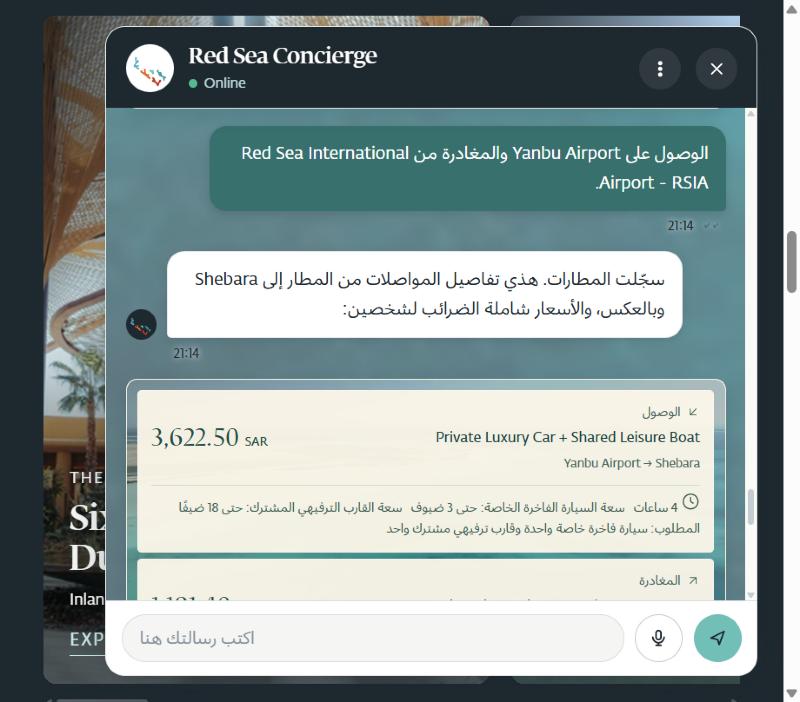 Red Sea Concierge
Online
الوصول على Yanbu Airport والمغادرة من Red Sea International
Airport - RSIA.
21:14
سجّلت المطارات. هذي تفاصيل المواصلات من المطار إلى Shebara
وبالعكس، والأسعار شاملة الضرائب لشخصين:
21:14
الوصول
Private Luxury Car + Shared Leisure Boat
3,622.50 SAR
Yanbu Airport → Shebara
4 ساعات سعة السيارة الفاخرة الخاصة: حتى 3 ضيوف سعة القارب الترفيهي المشترك: حتى 18 ضيفًا
المطلوب: سيارة فاخرة خاصة واحدة وقارب ترفيهي مشترك واحد
المغادرة
اكتب رسالتك هنا
THE
Six
Du
Inlan
EXP